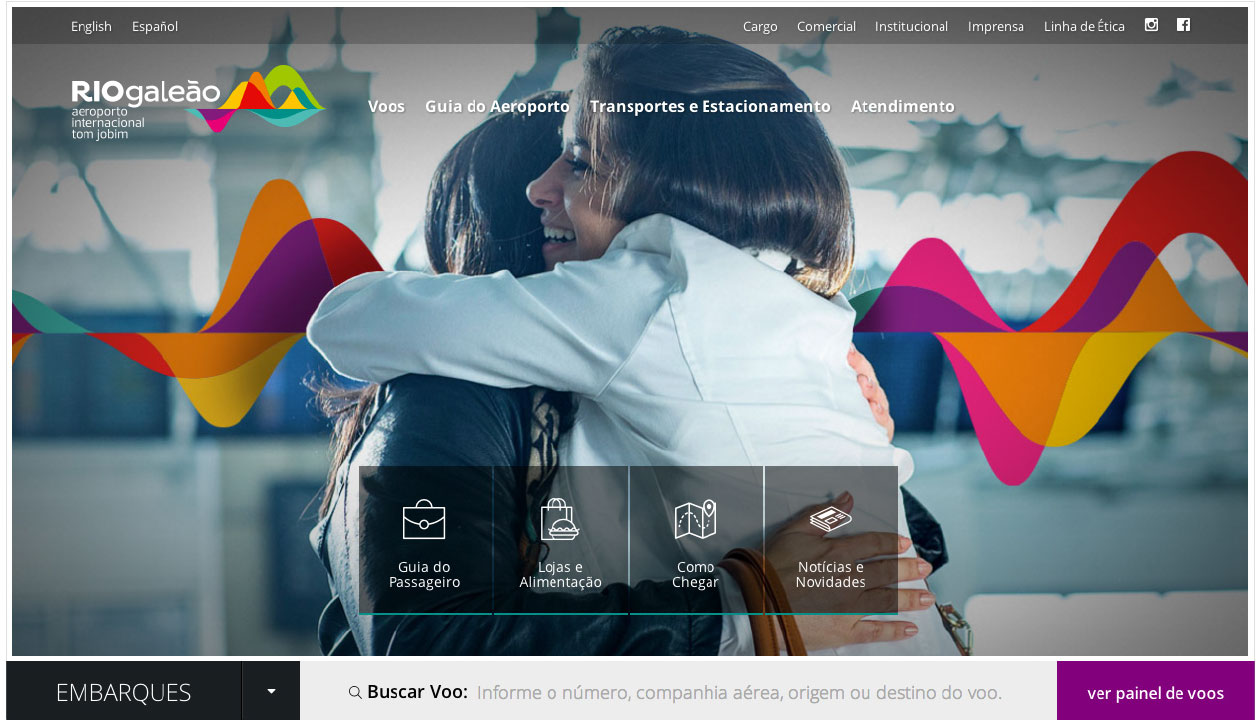 English Español Cargo Comercial Institucional Imprensa Linha de Ética
RIOgaleão
aeroporto
internacional
tom jobim
Voos Guia do Aeroporto Transportes e Estacionamento Atendimento
Guia do
Passageiro
Lojas e
Alimentação
Como
Chegar
Notícias e
Novidades
EMBARQUES Buscar Voo: Informe o número, companhia aérea, origem ou destino do voo. ver painel de voos